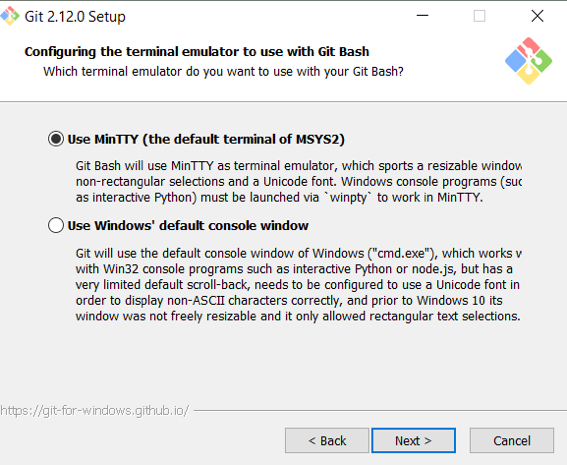 Git 2.12.0 Setup
Configuring the terminal emulator to use with Git Bash
Which terminal emulator do you want to use with your Git Bash?
Use MinTTY (the default terminal of MSYS2)
Git Bash will use MinTTY as terminal emulator, which sports a resizable window
non-rectangular selections and a Unicode font. Windows console programs (suc
as interactive Python) must be launched via `winpty` to work in MinTTY.
Use Windows' default console window
Git will use the default console window of Windows ("cmd.exe"), which works w
with Win32 console programs such as interactive Python or node.js, but has a
very limited default scroll-back, needs to be configured to use a Unicode font in
order to display non-ASCII characters correctly, and prior to Windows 10 its
window was not freely resizable and it only allowed rectangular text selections.
https://git-for-windows.github.io/
< Back
Next >
Cancel